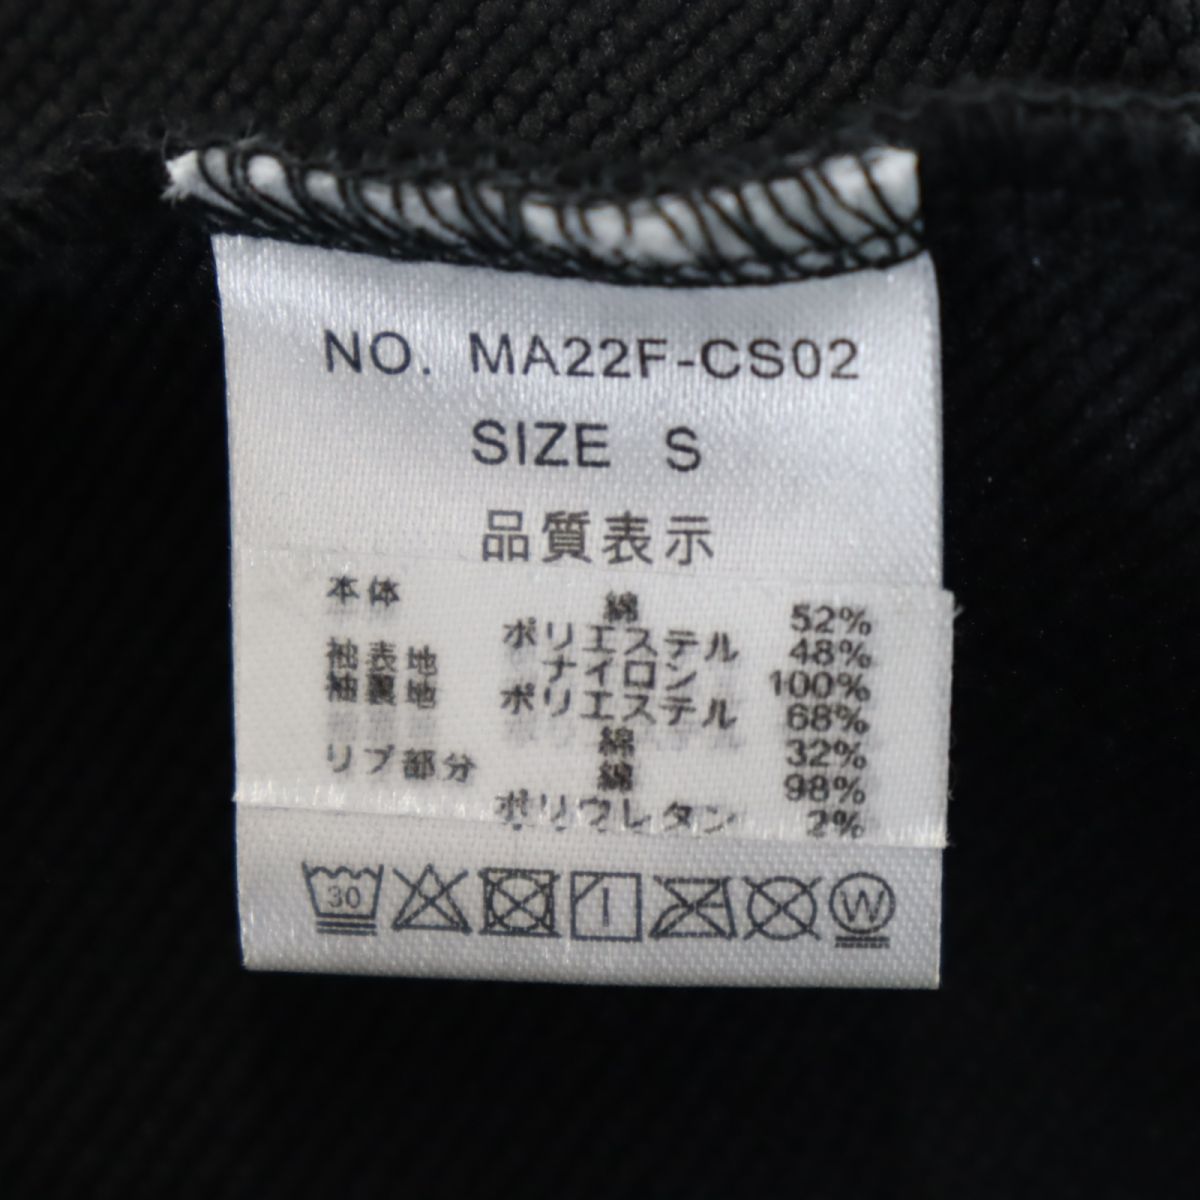 NO. MA22F-CS02
SIZE S
品質表示
本体 綿 52%
ポリエステル 48%
袖表地 ナイロン 100%
袖裏地 ポリエステル 68%
綿 32%
リブ部分 綿 98%
ポリウレタン 2%
30 W